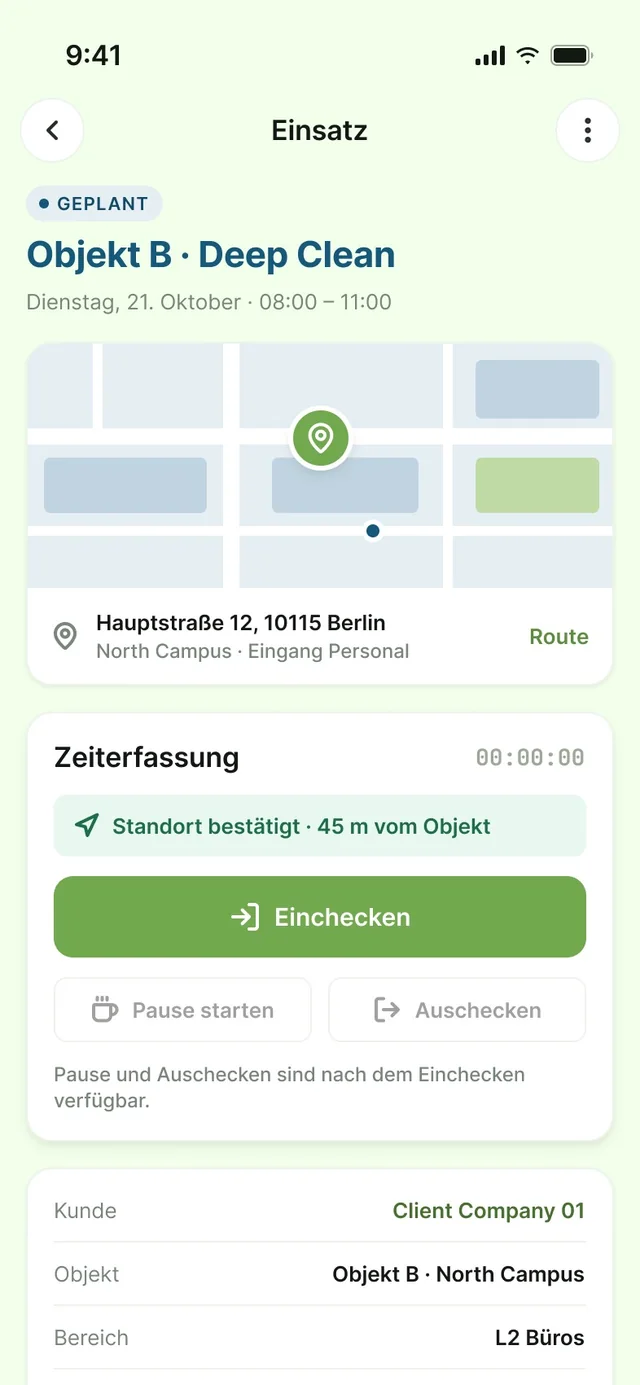 9:41
Einsatz
GEPLANT
Objekt B · Deep Clean
Dienstag, 21. Oktober · 08:00 – 11:00
Hauptstraße 12, 10115 Berlin
North Campus · Eingang Personal
Route
Zeiterfassung
00:00:00
Standort bestätigt · 45 m vom Objekt
Einchecken
Pause starten
Auschecken
Pause und Auschecken sind nach dem Einchecken
verfügbar.
Kunde
Client Company 01
Objekt
Objekt B · North Campus
Bereich
L2 Büros